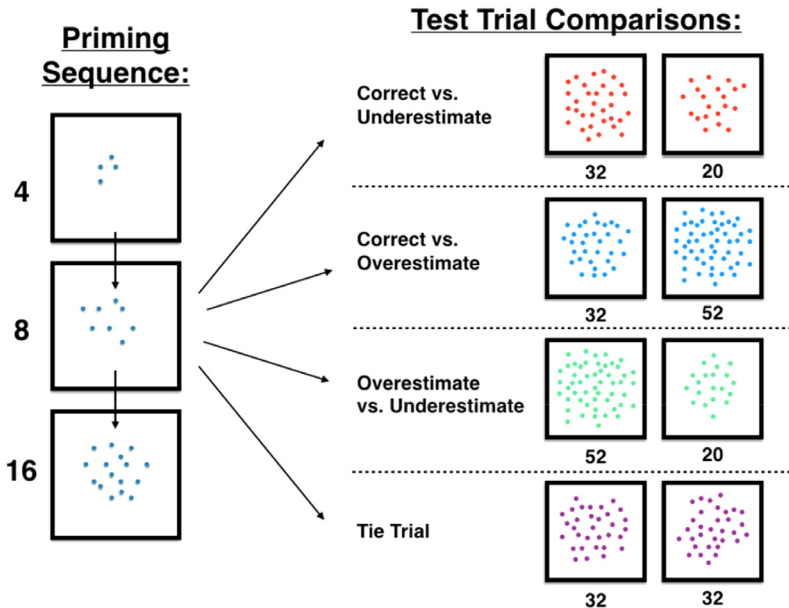 Priming
Sequence:
4
8
16
Test Trial Comparisons:
Correct vs.
Underestimate
32 20
Correct vs.
Overestimate
32 52
Overestimate
vs. Underestimate
52 20
Tie Trial
32 32